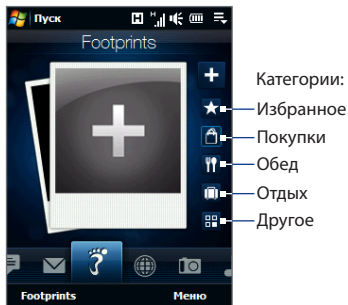 Пуск
Footprints
Категории:
Избранное
Покупки
Обед
Отдых
Другое
Footprints Меню